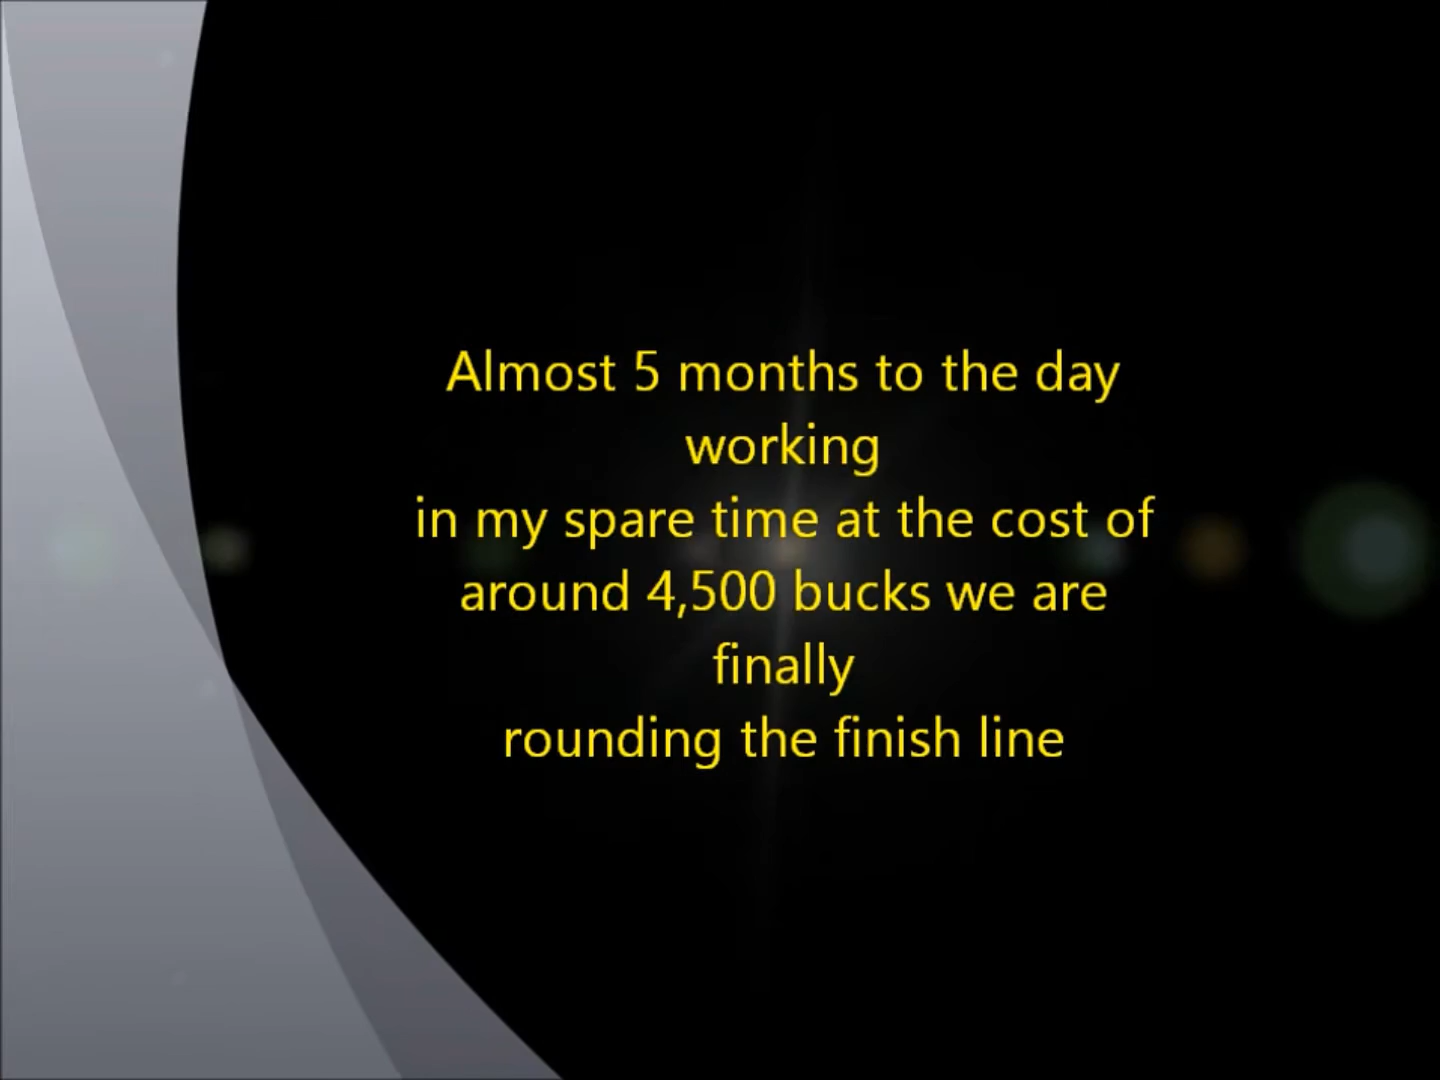 Almost 5 months to the day
working
in my spare time at the cost of
around 4,500 bucks we are
finally
rounding the finish line